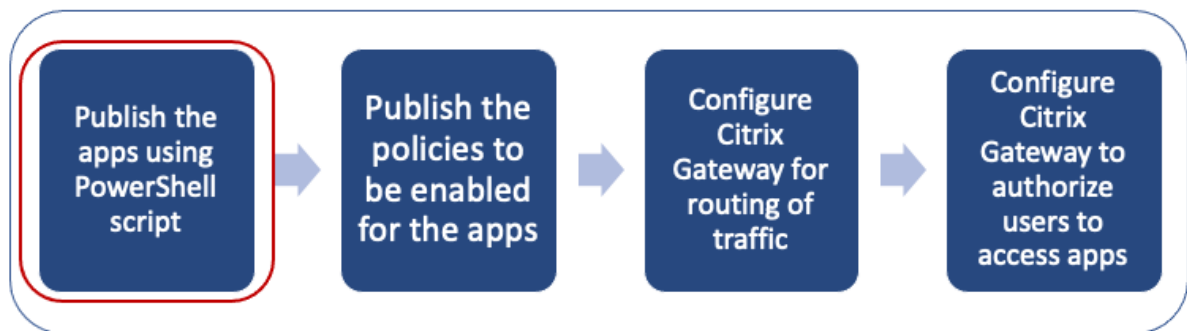 Publish the
apps using
PowerShell
script
Publish the
policies to
be enabled
for the apps
Configure
Citrix
Gateway for
routing of
traffic
Configure
Citrix
Gateway to
authorize
users to
access apps